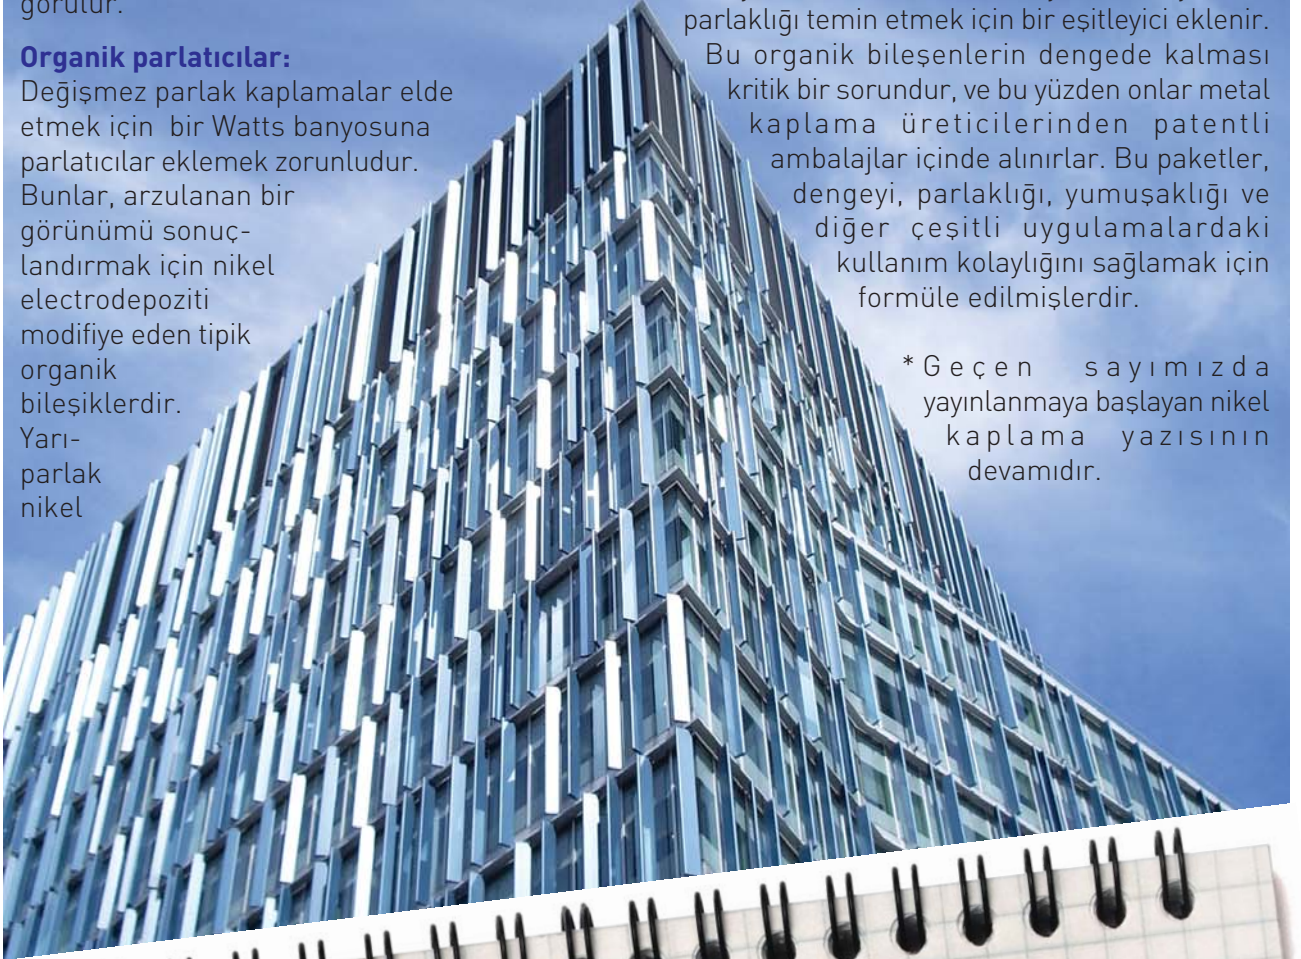 görülür.
Organik parlatıcılar:
Değişmez parlak kaplamalar elde
etmek için bir Watts banyosuna
parlatıcılar eklemek zorunludur.
Bunlar, arzulanan bir
görünümü sonuç-
landırmak için nikel
electrodepoziti
modifiye eden tipik
organik
bileşiklerdir.
Yarı-
parlak
nikel
parlaklığı temin etmek için bir eşitleyici eklenir.
Bu organik bileşenlerin dengede kalması
kritik bir sorundur, ve bu yüzden onlar metal
kaplama üreticilerinden patentli
ambalajlar içinde alınırlar. Bu paketler,
dengeyi, parlaklığı, yumuşaklığı ve
diğer çeşitli uygulamalardaki
kullanım kolaylığını sağlamak için
formüle edilmişlerdir.
*Geçen sayımızda
yayınlanmaya başlayan nikel
kaplama yazısının
devamıdır.